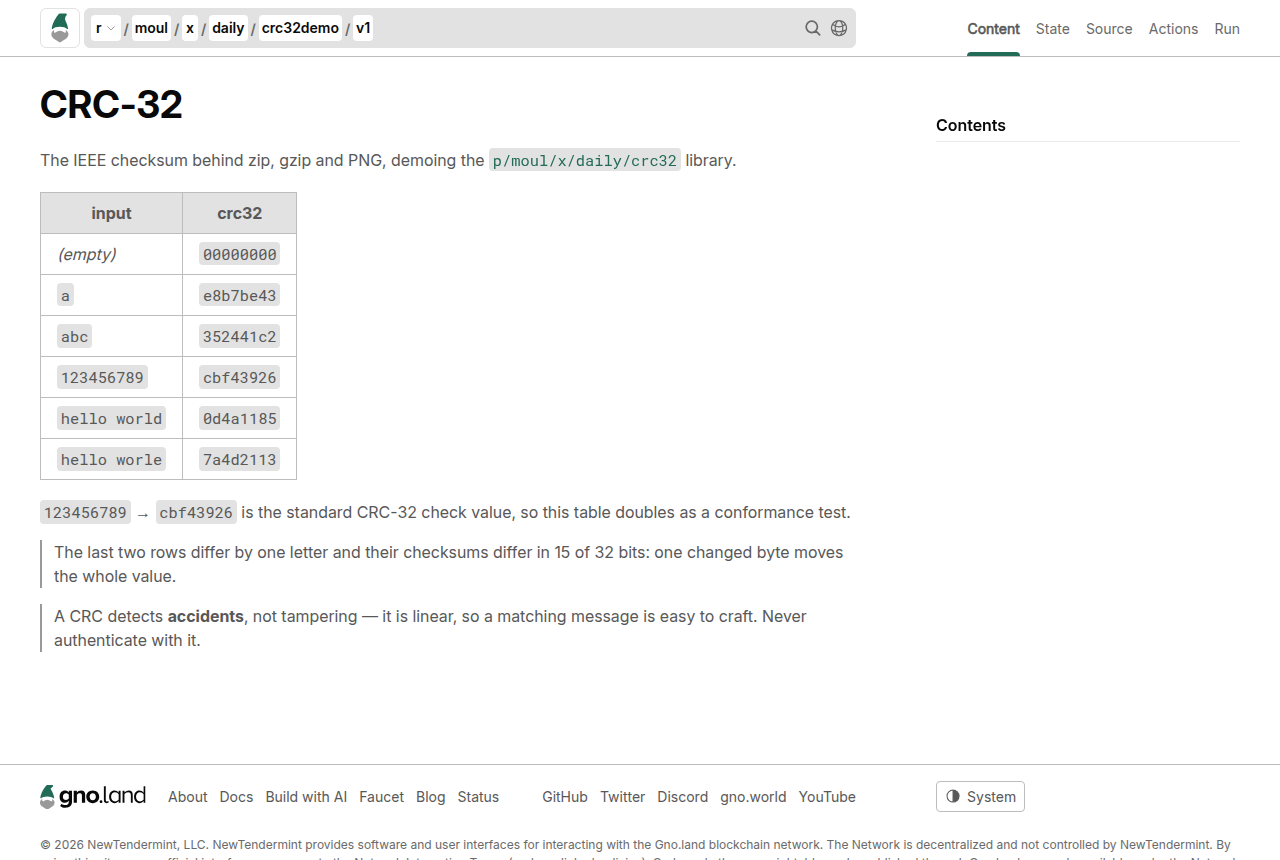 r / moul / x / daily / crc32demo / v1
Content State Source Actions Run
CRC-32
Contents
The IEEE checksum behind zip, gzip and PNG, demoing the p/moul/x/daily/crc32 library.
input crc32
(empty) 00000000
a e8b7be43
abc 352441c2
123456789 cbf43926
hello world 0d4a1185
hello worle 7a4d2113
123456789 → cbf43926 is the standard CRC-32 check value, so this table doubles as a conformance test.
The last two rows differ by one letter and their checksums differ in 15 of 32 bits: one changed byte moves
the whole value.
A CRC detects accidents, not tampering — it is linear, so a matching message is easy to craft. Never
authenticate with it.
gno.land About Docs Build with AI Faucet Blog Status GitHub Twitter Discord gno.world YouTube System
© 2026 NewTendermint, LLC. NewTendermint provides software and user interfaces for interacting with the Gno.land blockchain network. The Network is decentralized and not controlled by NewTendermint. By